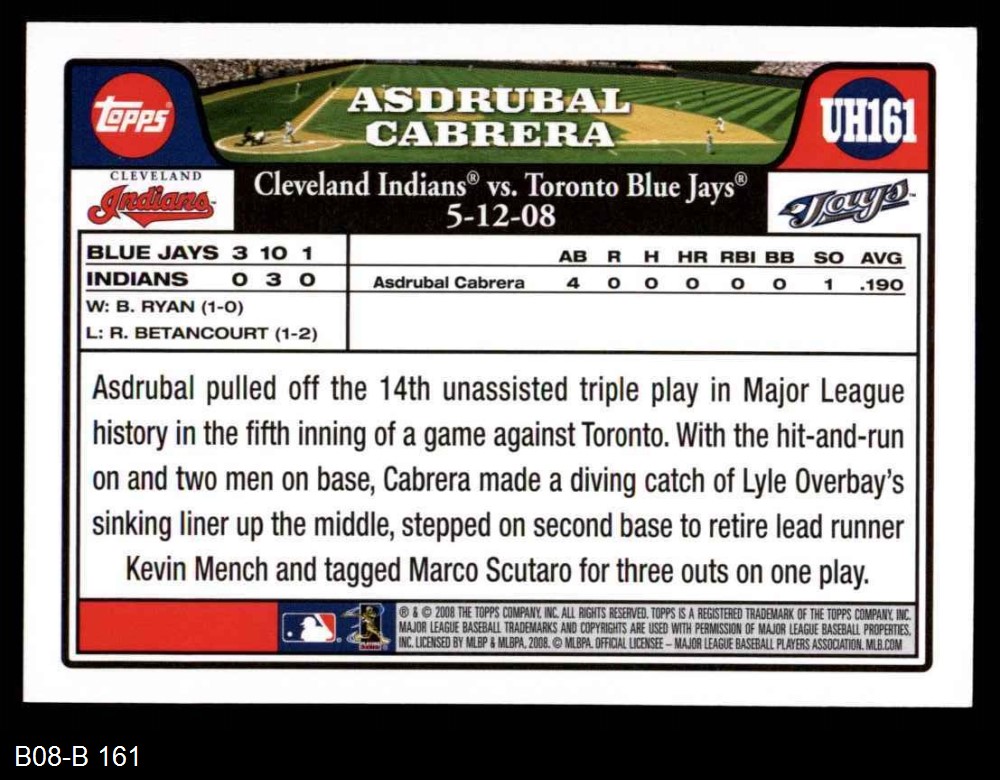 Topps
ASDRUBAL
CABRERA
UH161
CLEVELAND
Indians
Cleveland Indians® vs. Toronto Blue Jays®
5-12-08
Jays™
BLUE JAYS 3 10 1
INDIANS 0 3 0
W: B. RYAN (1-0)
L: R. BETANCOURT (1-2)
AB R H HR RBI BB SO AVG
Asdrubal Cabrera 4 0 0 0 0 0 1 .190
Asdrubal pulled off the 14th unassisted triple play in Major League
history in the fifth inning of a game against Toronto. With the hit-and-run
on and two men on base, Cabrera made a diving catch of Lyle Overbay's
sinking liner up the middle, stepped on second base to retire lead runner
Kevin Mench and tagged Marco Scutaro for three outs on one play.
® & © 2008 THE TOPPS COMPANY, INC. ALL RIGHTS RESERVED. TOPPS IS A REGISTERED TRADEMARK OF THE TOPPS COMPANY, INC.
MAJOR LEAGUE BASEBALL TRADEMARKS AND COPYRIGHTS ARE USED WITH PERMISSION OF MAJOR LEAGUE BASEBALL PROPERTIES,
INC. LICENSED BY MLBP & MLBPA, 2008. © MLBPA. OFFICIAL LICENSEE – MAJOR LEAGUE BASEBALL PLAYERS ASSOCIATION. MLB.COM
B08-B 161